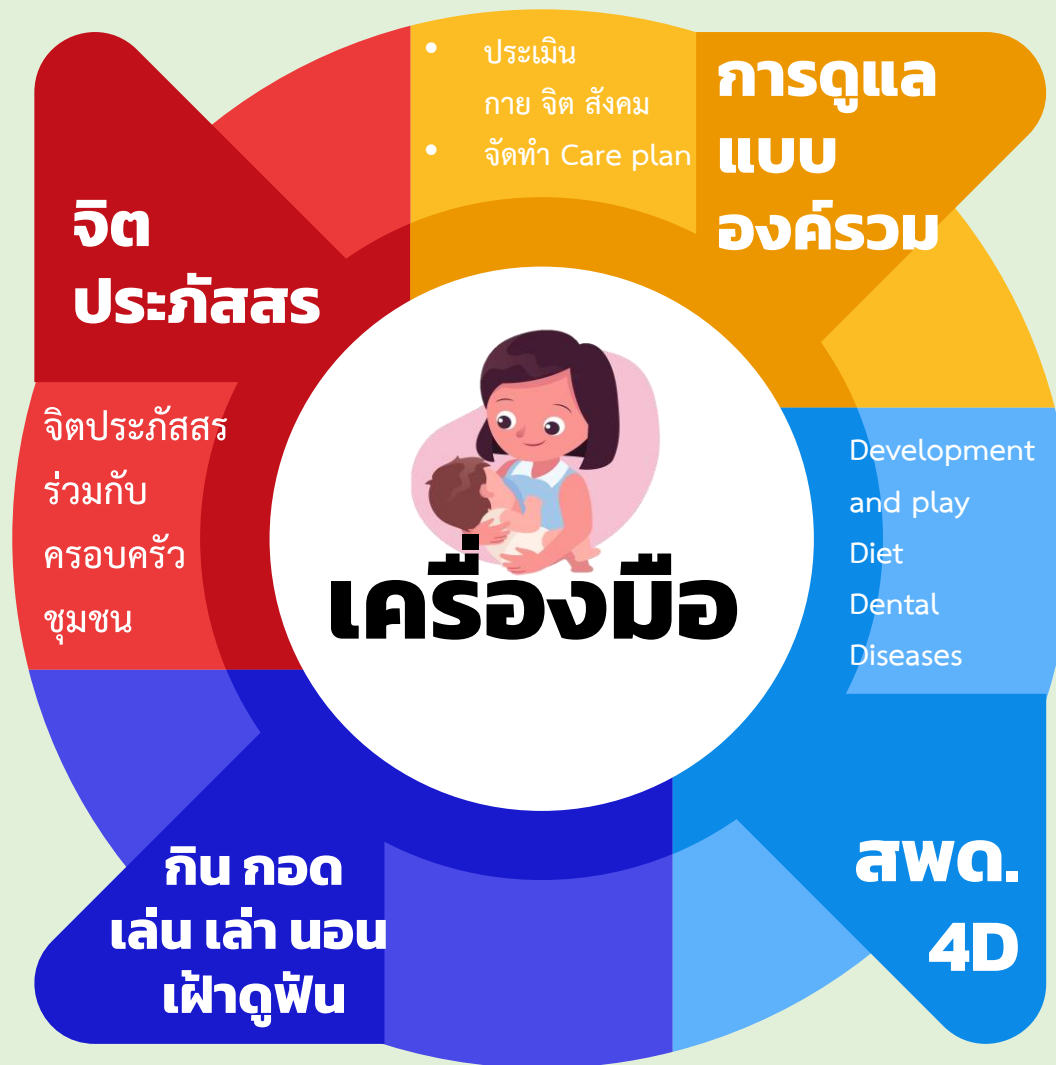 • ประเมิน
กาย จิต สังคม
• จัดทำ Care plan
การดูแล
แบบ
องค์รวม
จิต
ประภัสสร
จิตประภัสสร
ร่วมกับ
ครอบครัว
ชุมชน
เครื่องมือ
Development
and play
Diet
Dental
Diseases
กิน กอด
เล่น เล่า นอน
เฝ้าดูฟัน
สพด.
4D